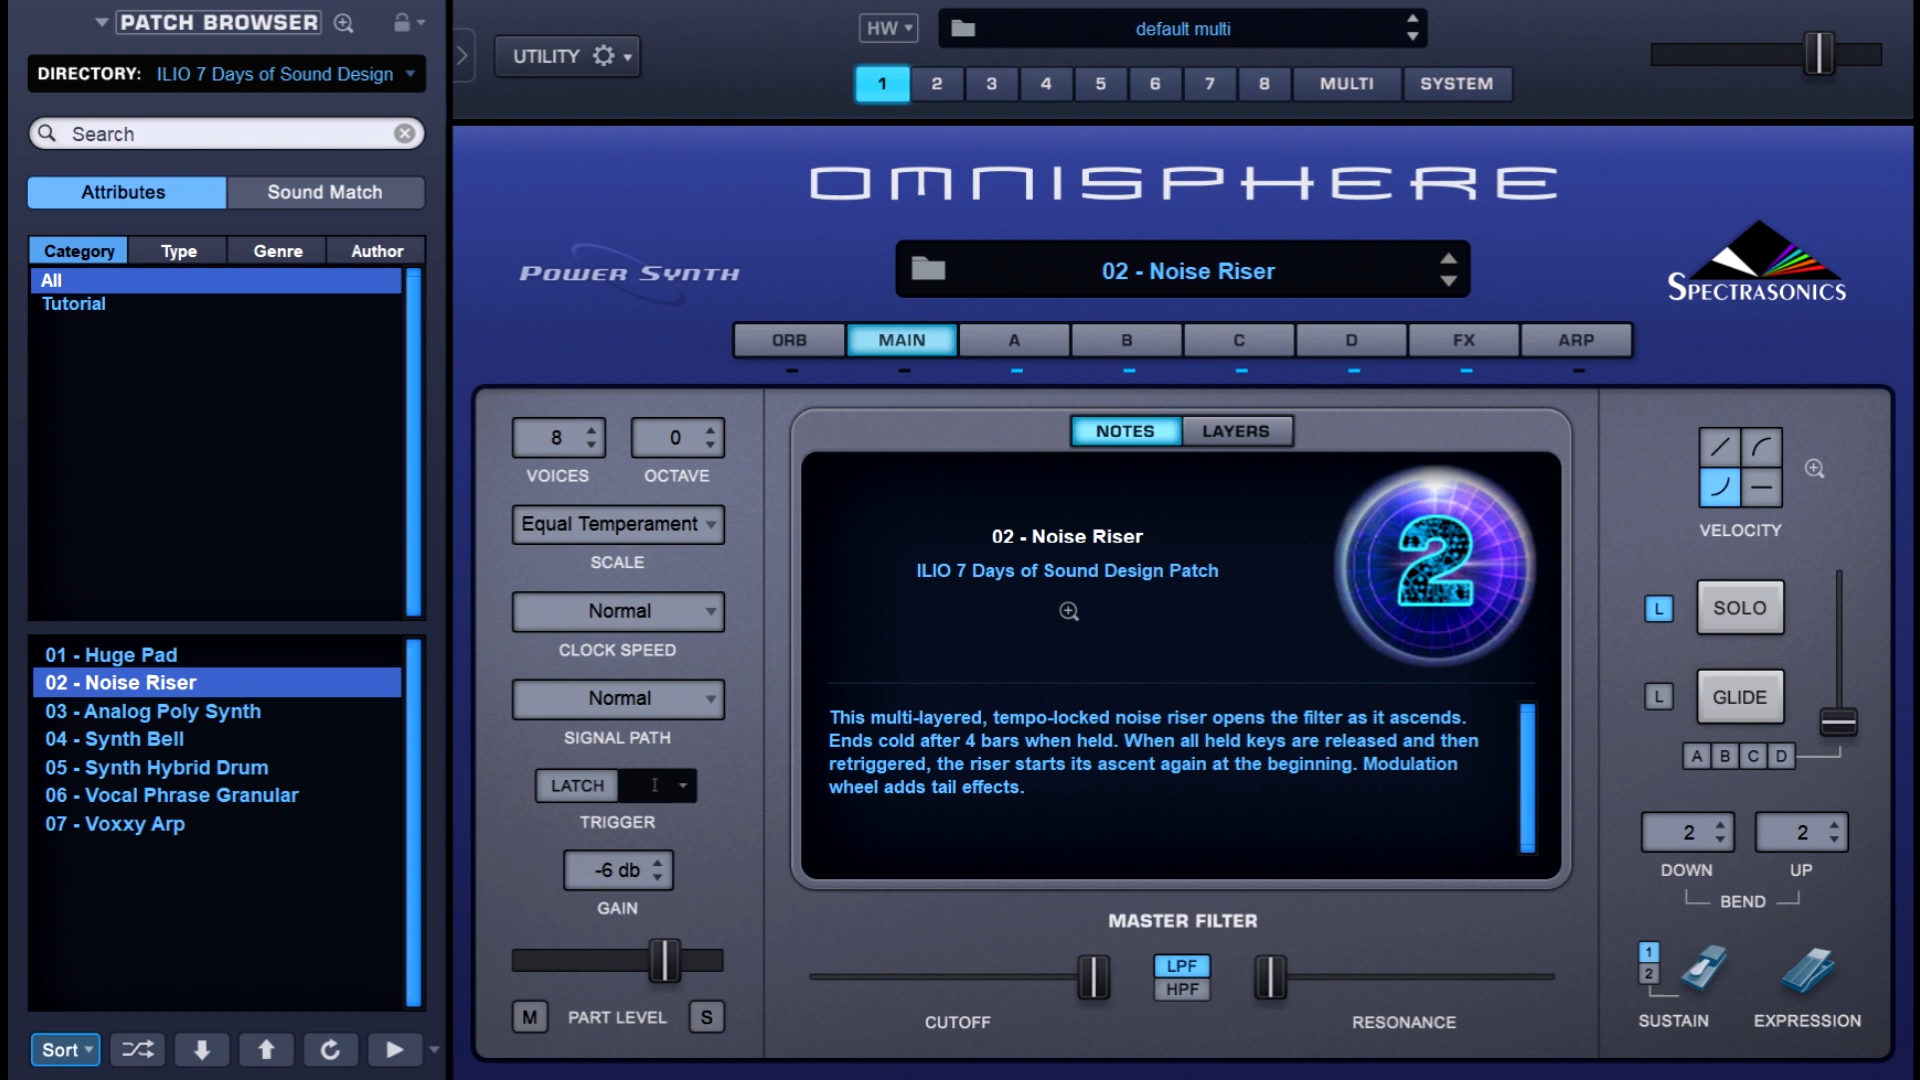 PATCH BROWSER
DIRECTORY: ILIO 7 Days of Sound Design
Search
Attributes Sound Match
Category Type Genre Author
All
Tutorial
01 - Huge Pad
02 - Noise Riser
03 - Analog Poly Synth
04 - Synth Bell
05 - Synth Hybrid Drum
06 - Vocal Phrase Granular
07 - Voxxy Arp
Sort
UTILITY
HW default multi
1 2 3 4 5 6 7 8 MULTI SYSTEM
OMNISPHERE
POWER SYNTH
02 - Noise Riser
SPECTRASONICS
ORB MAIN A B C D FX ARP
8 0
VOICES OCTAVE
Equal Temperament
SCALE
Normal
CLOCK SPEED
Normal
SIGNAL PATH
LATCH
TRIGGER
-6 db
GAIN
M PART LEVEL S
NOTES LAYERS
02 - Noise Riser
ILIO 7 Days of Sound Design Patch
2
This multi-layered, tempo-locked noise riser opens the filter as it ascends.
Ends cold after 4 bars when held. When all held keys are released and then
retriggered, the riser starts its ascent again at the beginning. Modulation
wheel adds tail effects.
MASTER FILTER
LPF
HPF
CUTOFF RESONANCE
VELOCITY
L SOLO
L GLIDE
A B C D
2 2
DOWN UP
BEND
1
2
SUSTAIN EXPRESSION